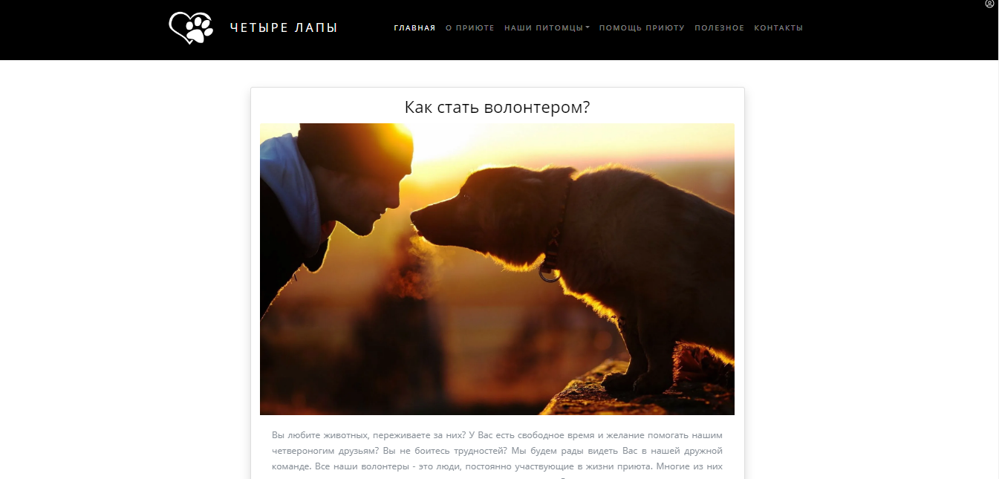 ЧЕТЫРЕ ЛАПЫ
ГЛАВНАЯ О ПРИЮТЕ НАШИ ПИТОМЦЫ ПОМОЩЬ ПРИЮТУ ПОЛЕЗНОЕ КОНТАКТЫ
Как стать волонтером?
Вы любите животных, переживаете за них? У Вас есть свободное время и желание помогать нашим
четвероногим друзьям? Вы не боитесь трудностей? Мы будем рады видеть Вас в нашей дружной
команде. Все наши волонтеры - это люди, постоянно участвующие в жизни приюта. Многие из них